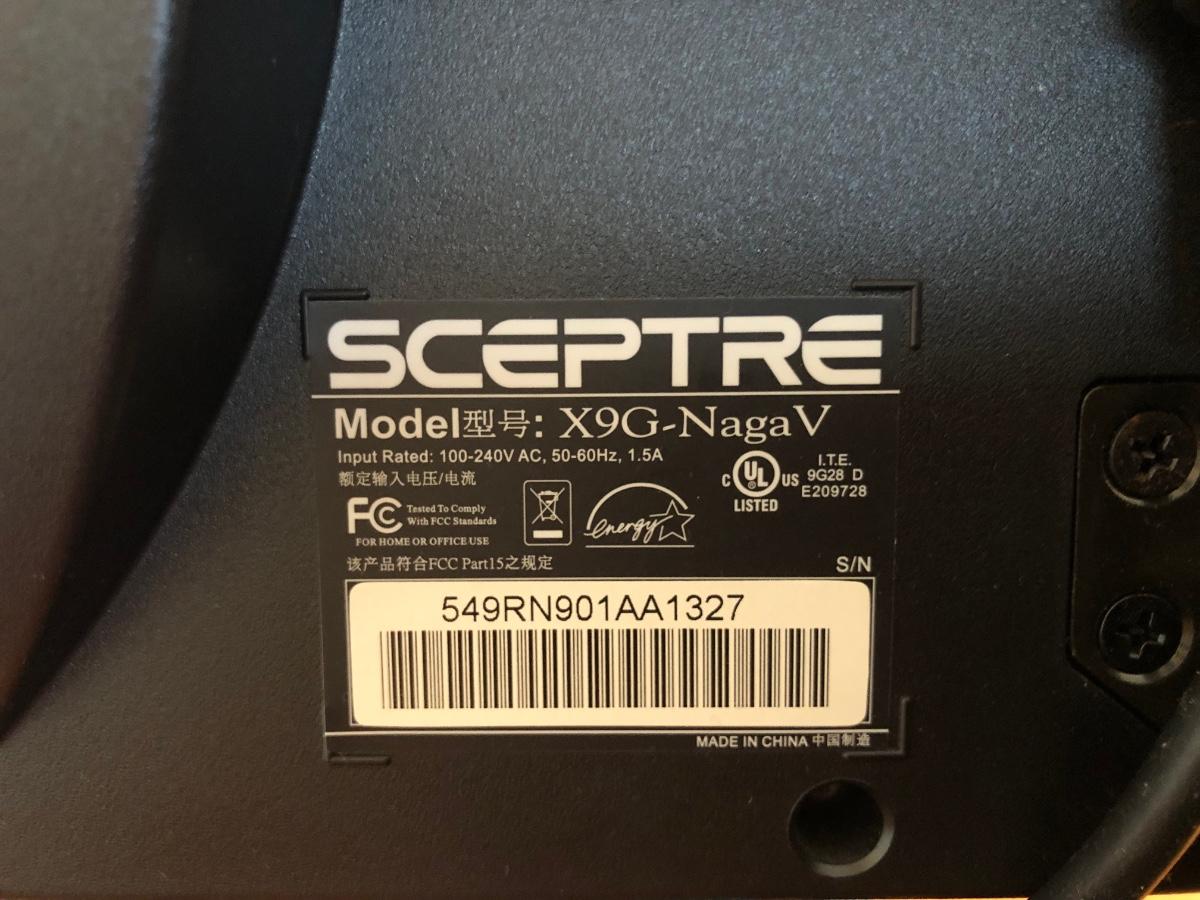 SCEPTRE
Model型号: X9G-NagaV
Input Rated: 100-240V AC, 50-60Hz, 1.5A
额定输入电压/电流
C UL US LISTED
I.T.E.
9G28 D
E209728
FC Tested To Comply
With FCC Standards
FOR HOME OR OFFICE USE
energy
该产品符合FCC Part15之规定
S/N
549RN901AA1327
MADE IN CHINA 中国制造